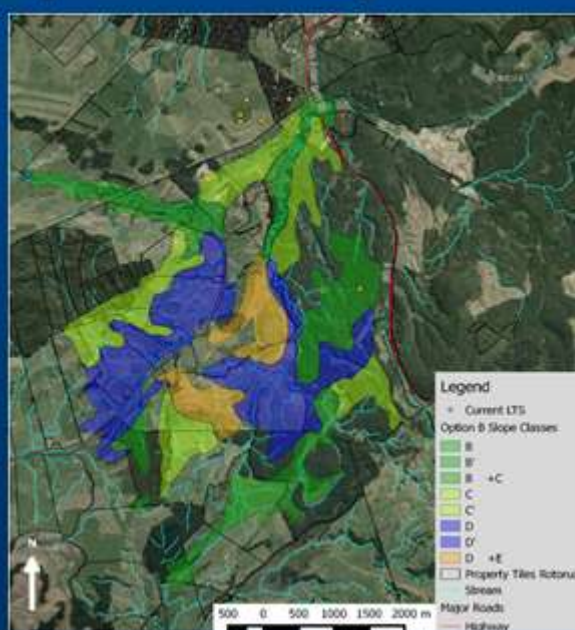 Legend
Current LTS
Option B Slope Classes
B
B'
B +C
C
C'
D
D'
D +E
Property Tiles Rotorua
Stream
Major Roads
Highway
N
500 0 500 1000 1500 2000 m